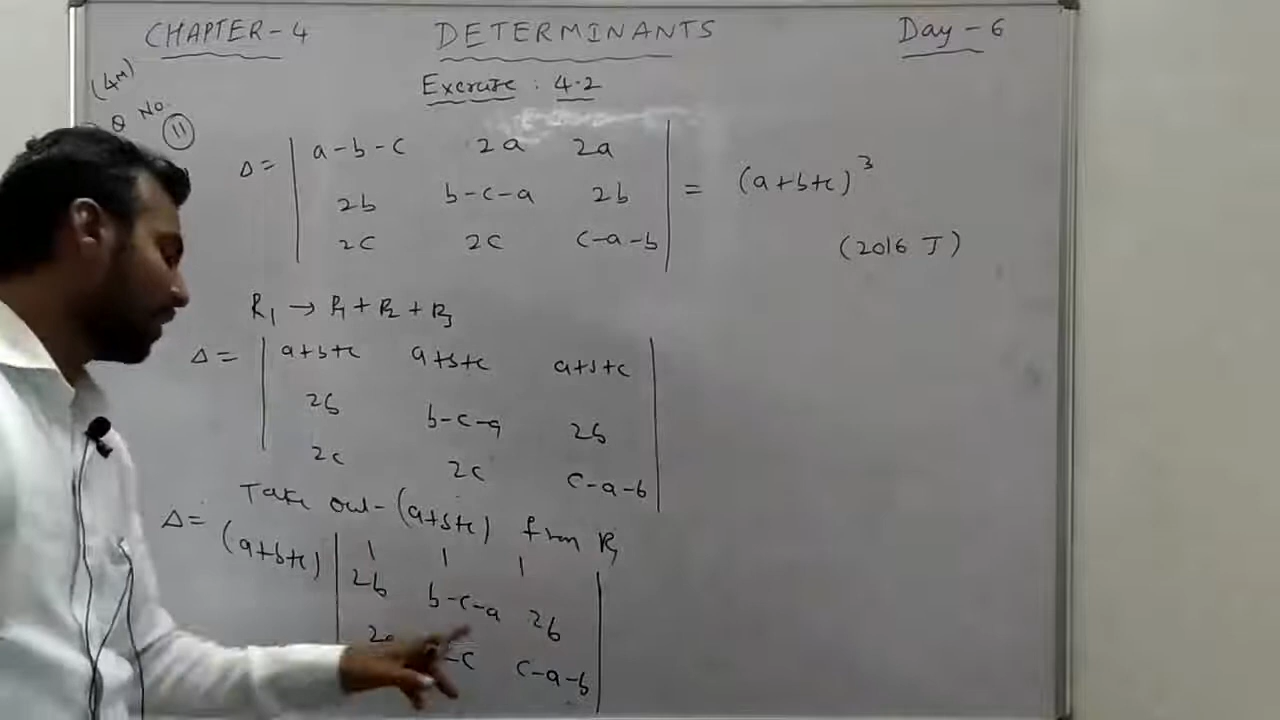 CHAPTER-4 DETERMINANTS Day-6
Exercise : 4.2
(4M)
Q No. 11
Δ= | a-b-c 2a 2a |
| 2b b-c-a 2b | = (a+b+c)³
| 2c 2c c-a-b |
(2016 J)
R₁ → R₁ + R₂ + R₃
Δ= | a+b+c a+b+c a+b+c |
| 2b b-c-a 2b |
| 2c 2c c-a-b |
Take out (a+b+c) from R₁
Δ= (a+b+c) | 1 1 1 |
| 2b b-c-a 2b |
c-a-b |